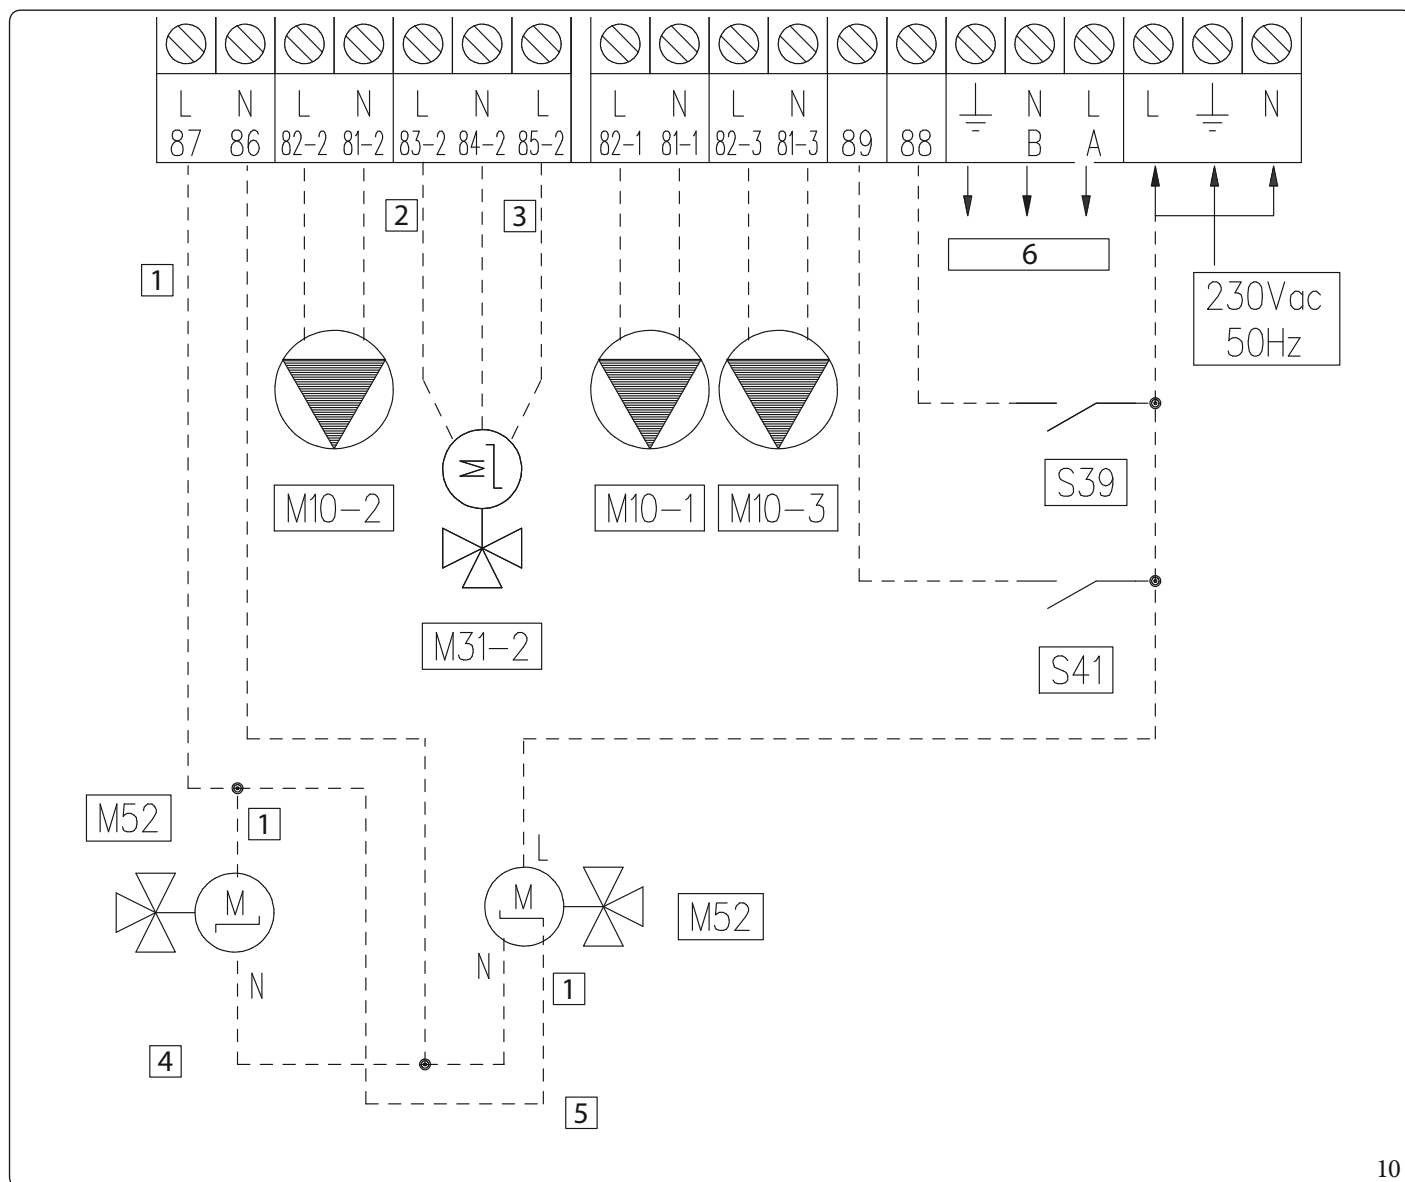 L N L N L N L L N L N N L L N
87 86 82-2 81-2 83-2 84-2 85-2 82-1 81-1 82-3 81-3 89 88 B A
2 3
1
6
230Vac
50Hz
M
S39
M10-2 M10-1 M10-3
M31-2
S41
M52
1
L
M M
M52
N N
1
4
5
10